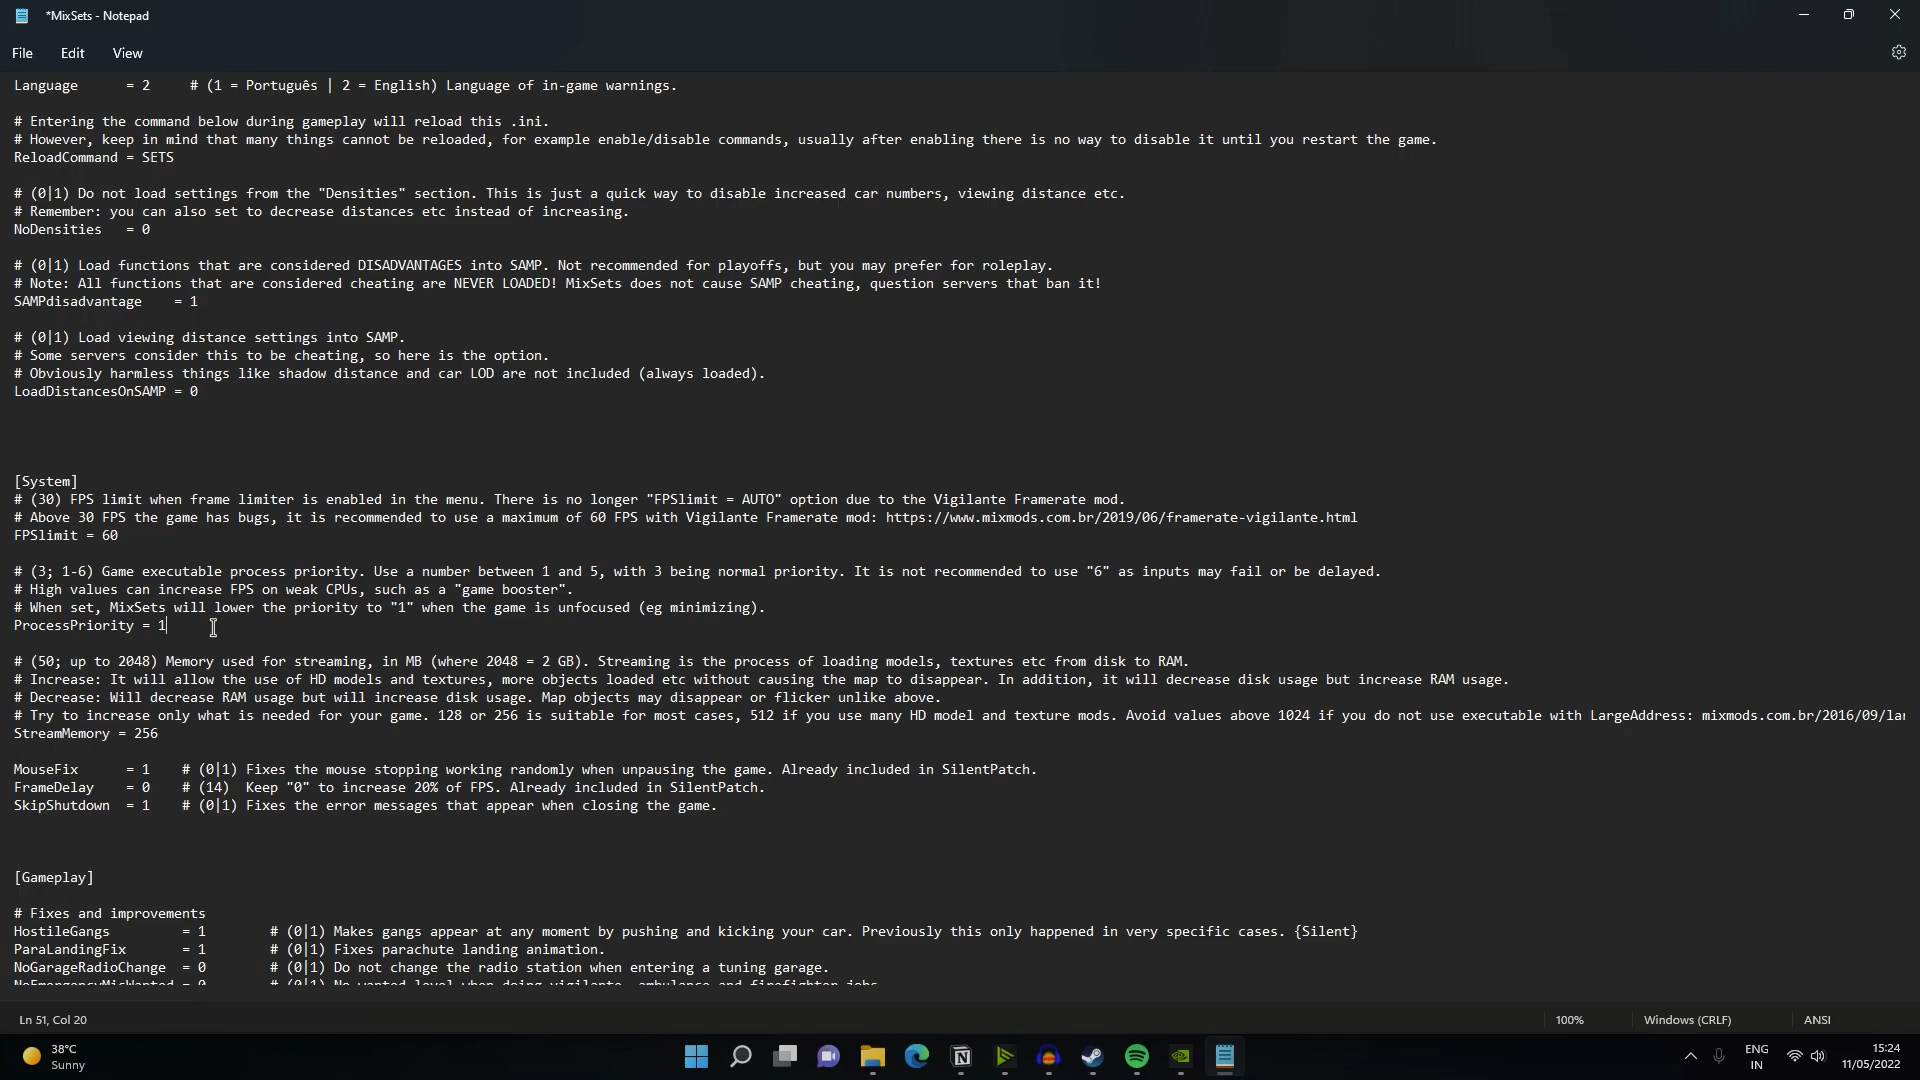 *MixSets - Notepad
File Edit View
Language = 2 # (1 = Português | 2 = English) Language of in-game warnings.
# Entering the command below during gameplay will reload this .ini.
# However, keep in mind that many things cannot be reloaded, for example enable/disable commands, usually after enabling there is no way to disable it until you restart the game.
ReloadCommand = SETS
# (0|1) Do not load settings from the "Densities" section. This is just a quick way to disable increased car numbers, viewing distance etc.
# Remember: you can also set to decrease distances etc instead of increasing.
NoDensities = 0
# (0|1) Load functions that are considered DISADVANTAGES into SAMP. Not recommended for playoffs, but you may prefer for roleplay.
# Note: All functions that are considered cheating are NEVER LOADED! MixSets does not cause SAMP cheating, question servers that ban it!
SAMPdisadvantage = 1
# (0|1) Load viewing distance settings into SAMP.
# Some servers consider this to be cheating, so here is the option.
# Obviously harmless things like shadow distance and car LOD are not included (always loaded).
LoadDistancesOnSAMP = 0
[System]
# (30) FPS limit when frame limiter is enabled in the menu. There is no longer "FPSlimit = AUTO" option due to the Vigilante Framerate mod.
# Above 30 FPS the game has bugs, it is recommended to use a maximum of 60 FPS with Vigilante Framerate mod: https://www.mixmods.com.br/2019/06/framerate-vigilante.html
FPSlimit = 60
# (3; 1-6) Game executable process priority. Use a number between 1 and 5, with 3 being normal priority. It is not recommended to use "6" as inputs may fail or be delayed.
# High values can increase FPS on weak CPUs, such as a "game booster".
# When set, MixSets will lower the priority to "1" when the game is unfocused (eg minimizing).
ProcessPriority = 1
# (50; up to 2048) Memory used for streaming, in MB (where 2048 = 2 GB). Streaming is the process of loading models, textures etc from disk to RAM.
# Increase: It will allow the use of HD models and textures, more objects loaded etc without causing the map to disappear. In addition, it will decrease disk usage but increase RAM usage.
# Decrease: Will decrease RAM usage but will increase disk usage. Map objects may disappear or flicker unlike above.
# Try to increase only what is needed for your game. 128 or 256 is suitable for most cases, 512 if you use many HD model and texture mods. Avoid values above 1024 if you do not use executable with LargeAddress: mixmods.com.br/2016/09/la
StreamMemory = 256
MouseFix = 1 # (0|1) Fixes the mouse stopping working randomly when unpausing the game. Already included in SilentPatch.
FrameDelay = 0 # (14) Keep "0" to increase 20% of FPS. Already included in SilentPatch.
SkipShutdown = 1 # (0|1) Fixes the error messages that appear when closing the game.
[Gameplay]
# Fixes and improvements
HostileGangs = 1 # (0|1) Makes gangs appear at any moment by pushing and kicking your car. Previously this only happened in very specific cases. {Silent}
ParaLandingFix = 1 # (0|1) Fixes parachute landing animation.
NoGarageRadioChange = 0 # (0|1) Do not change the radio station when entering a tuning garage.
NoEmergencyMisWanted = 0 # (0|1) No wanted level when doing vigilante, ambulance and firefighter jobs.
Ln 51, Col 20 100% Windows (CRLF) ANSI
38°C
Sunny
ENG
IN
15:24
11/05/2022